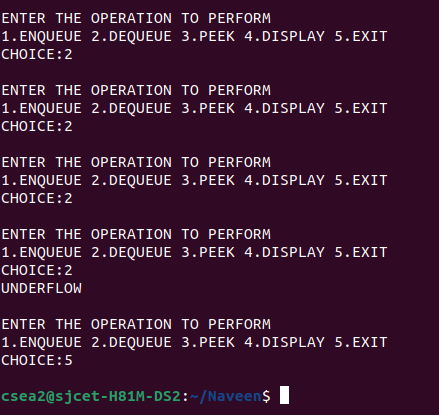 ENTER THE OPERATION TO PERFORM
1.ENQUEUE 2.DEQUEUE 3.PEEK 4.DISPLAY 5.EXIT
CHOICE:2
ENTER THE OPERATION TO PERFORM
1.ENQUEUE 2.DEQUEUE 3.PEEK 4.DISPLAY 5.EXIT
CHOICE:2
ENTER THE OPERATION TO PERFORM
1.ENQUEUE 2.DEQUEUE 3.PEEK 4.DISPLAY 5.EXIT
CHOICE:2
ENTER THE OPERATION TO PERFORM
1.ENQUEUE 2.DEQUEUE 3.PEEK 4.DISPLAY 5.EXIT
CHOICE:2
UNDERFLOW
ENTER THE OPERATION TO PERFORM
1.ENQUEUE 2.DEQUEUE 3.PEEK 4.DISPLAY 5.EXIT
CHOICE:5
csea2@sjcet-H81M-DS2:~/Naveen$